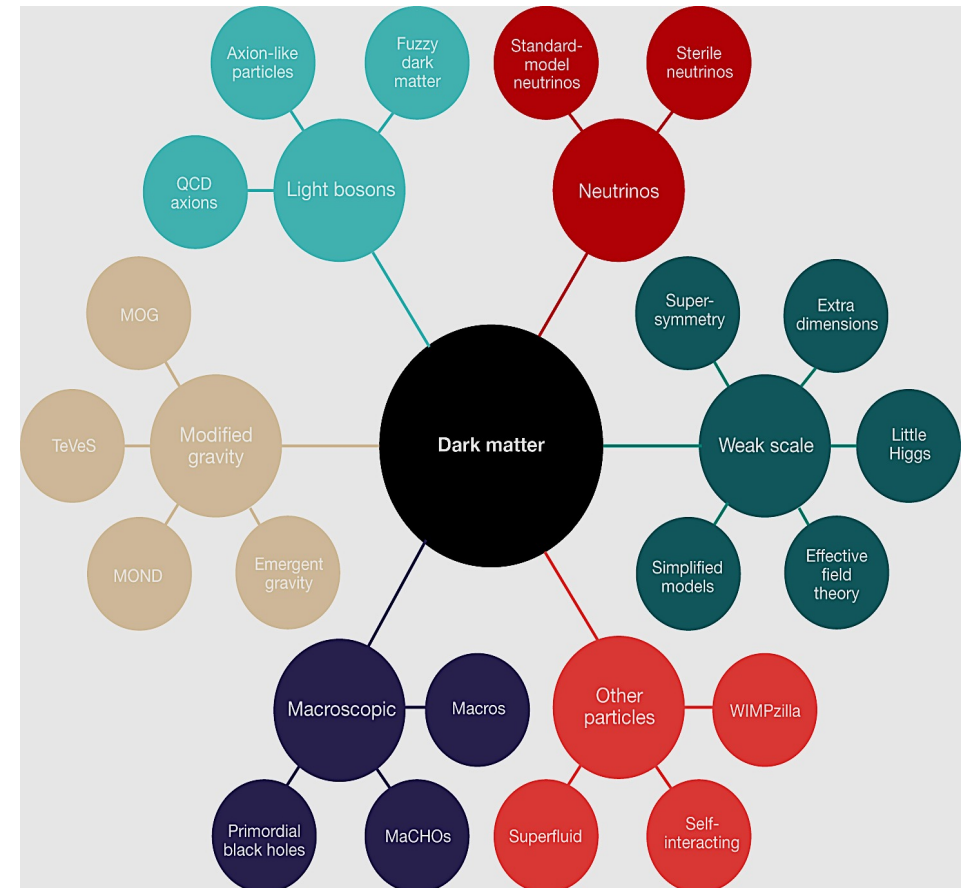 Axion-like
particles
Fuzzy
dark
matter
Standard-
model
neutrinos
Sterile
neutrinos
QCD
axions
Light bosons
Neutrinos
MOG
Super-
symmetry
Extra
dimensions
TeVeS
Modified
gravity
Dark matter
Weak scale
Little
Higgs
MOND
Emergent
gravity
Simplified
models
Effective
field
theory
Macroscopic
Macros
Other
particles
WIMPzilla
Primordial
black holes
MaCHOs
Superfluid
Self-
interacting